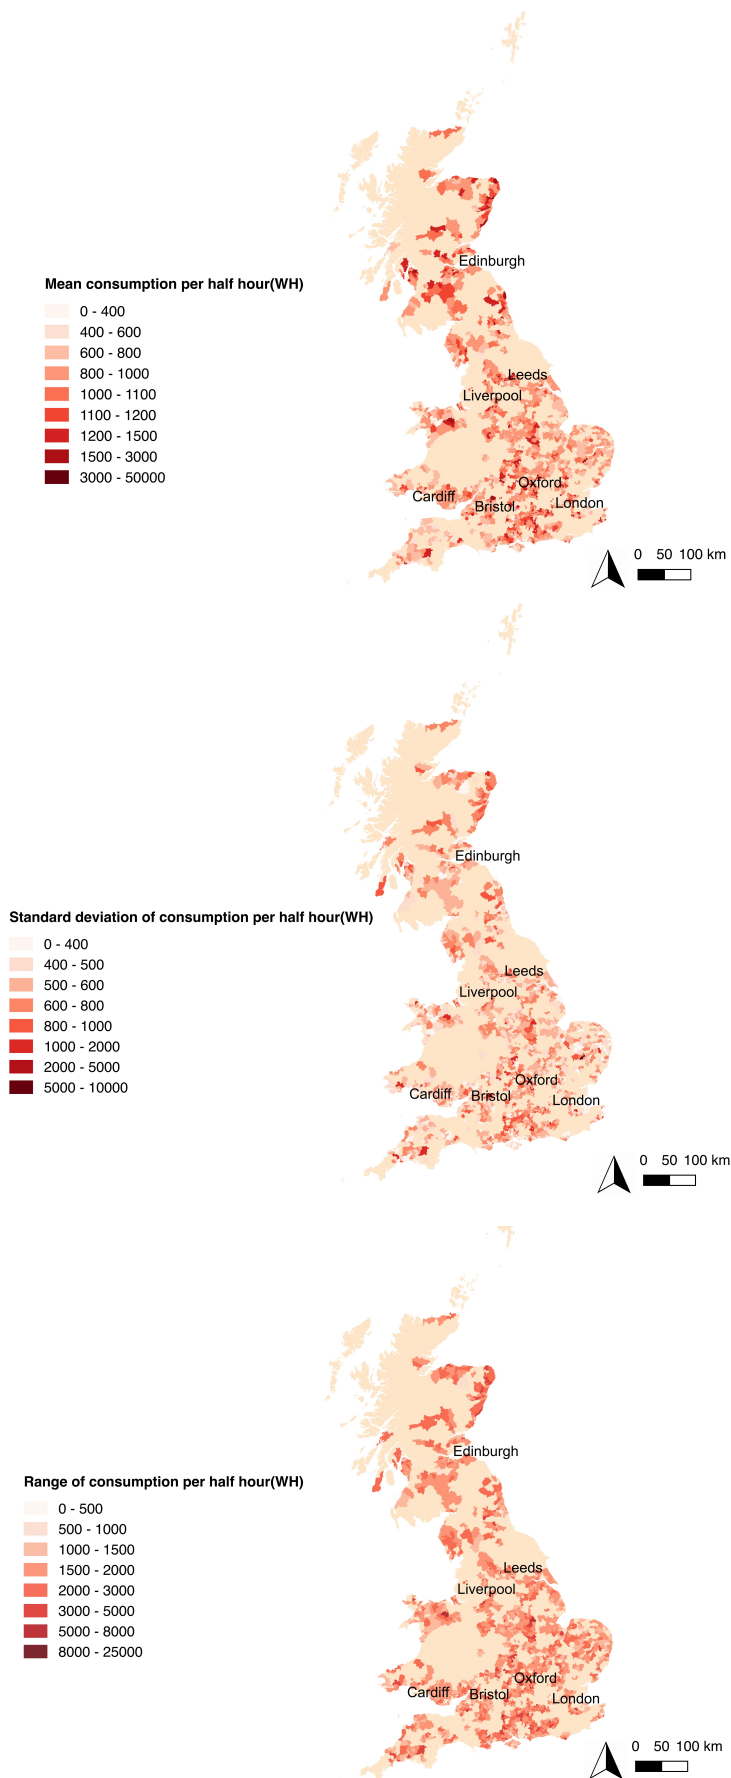 Edinburgh
Mean consumption per half hour(WH)
0 - 400
400 - 600
600 - 800
800 - 1000
1000 - 1100
1100 - 1200
1200 - 1500
1500 - 3000
3000 - 50000
Leeds
Liverpool
Oxford
Cardiff
Bristol
London
0 50 100 km
Edinburgh
Standard deviation of consumption per half hour(WH)
0 - 400
400 - 500
500 - 600
600 - 800
800 - 1000
1000 - 2000
2000 - 5000
5000 - 10000
Leeds
Liverpool
Oxford
Cardiff
Bristol
London
0 50 100 km
Edinburgh
Range of consumption per half hour(WH)
0 - 500
500 - 1000
1000 - 1500
1500 - 2000
2000 - 3000
3000 - 5000
5000 - 8000
8000 - 25000
Leeds
Liverpool
Oxford
Cardiff
Bristol
London
0 50 100 km